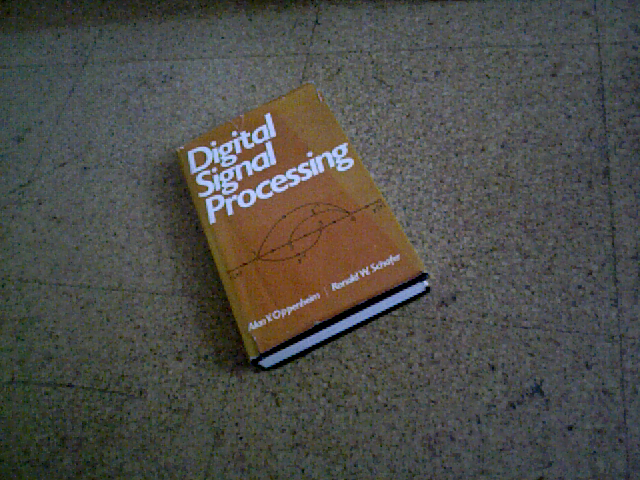 Digital
Signal
Processing
Alan V. Oppenheim | Ronald W. Schafer